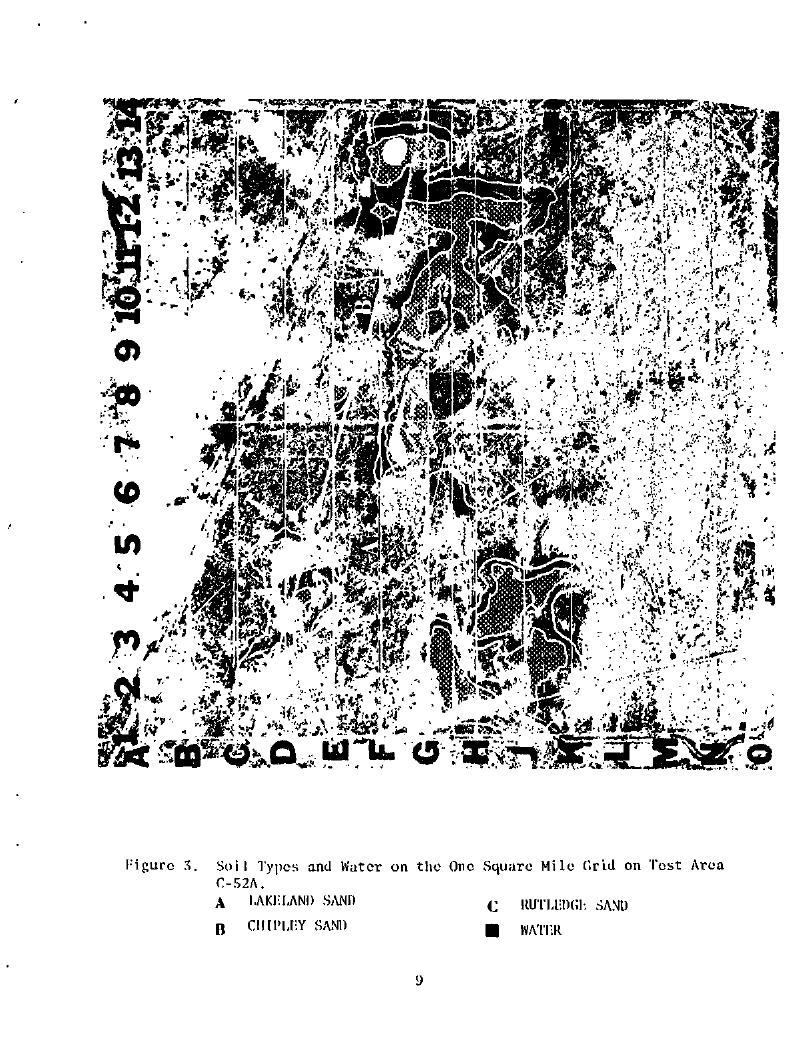 14
13
12
11
10
9
8
7
6
5
4
3
2
1
A B C D E F G H J K L M N O
Figure 3. Soil Types and Water on the One Square Mile Grid on Test Area
C-52A.
A LAKELAND SAND
C RUTLEDGE SAND
B CHIPLEY SAND
■ WATER
9